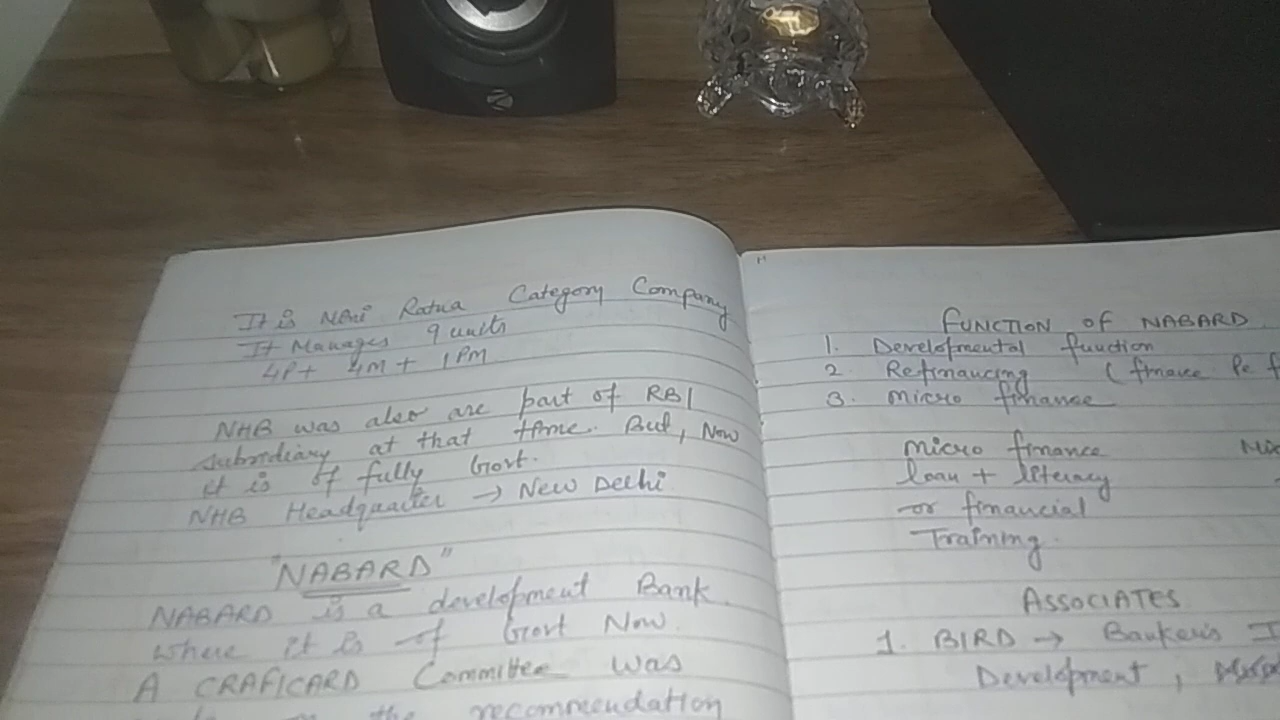 It is Mini Ratna Category Company
It Manages 9 units
4P + 4M + 1PM
NHB was also are part of RBI
subsidiary at that time. But, Now
it is of fully Govt.
NHB Headquarter → New Delhi
"NABARD"
NABARD is a development Bank
where it is of Govt Now.
A CRAFICARD Committee was
the recommendation
FUNCTION OF NABARD
1. Developmental function
2. Refinancing (finance
3. micro finance
micro finance
loan + literacy
or financial
Training.
ASSOCIATES
1. BIRD → Banker's I
Development,